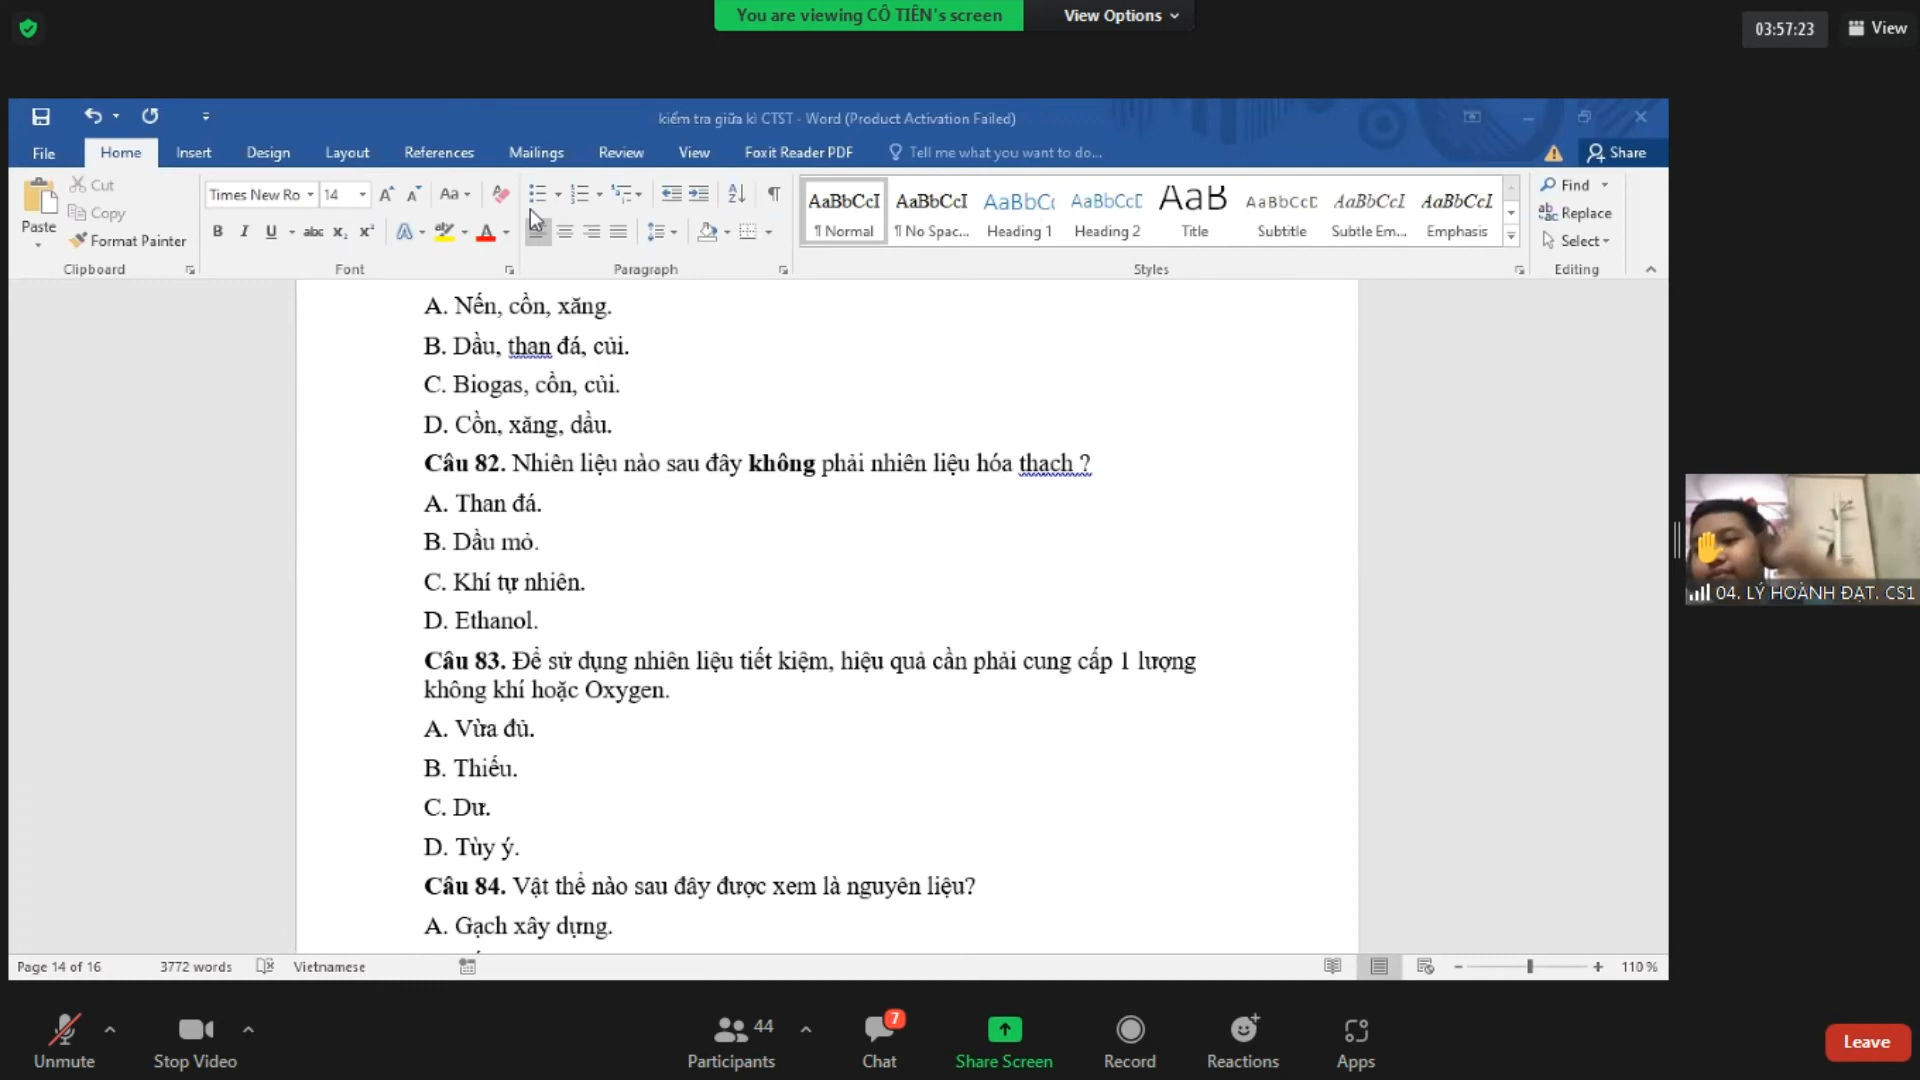 You are viewing CÔ TIÊN's screen
View Options
03:57:23
View
kiểm tra giữa kì CTST - Word (Product Activation Failed)
File Home Insert Design Layout References Mailings Review View Foxit Reader PDF Tell me what you want to do... Share
Paste
Cut
Copy
Format Painter
Clipboard
Times New Ro 14
Font
Paragraph
AaBbCcI AaBbCcI AaBbCc AaBbCcD AaB AaBbCcD AaBbCcI AaBbCcI
¶ Normal ¶ No Spac... Heading 1 Heading 2 Title Subtitle Subtle Em... Emphasis
Styles
Find
Replace
Select
Editing
A. Nến, cồn, xăng.
B. Dầu, than đá, củi.
C. Biogas, cồn, củi.
D. Cồn, xăng, dầu.
Câu 82. Nhiên liệu nào sau đây không phải nhiên liệu hóa thạch ?
A. Than đá.
B. Dầu mỏ.
C. Khí tự nhiên.
D. Ethanol.
Câu 83. Để sử dụng nhiên liệu tiết kiệm, hiệu quả cần phải cung cấp 1 lượng
không khí hoặc Oxygen.
A. Vừa đủ.
B. Thiếu.
C. Dư.
D. Tùy ý.
Câu 84. Vật thể nào sau đây được xem là nguyên liệu?
A. Gạch xây dựng.
04. LÝ HOÀNH ĐẠT. CS1
Page 14 of 16 3772 words Vietnamese 110 %
Unmute
Stop Video
44
Participants
7
Chat
Share Screen
Record
Reactions
Apps
Leave